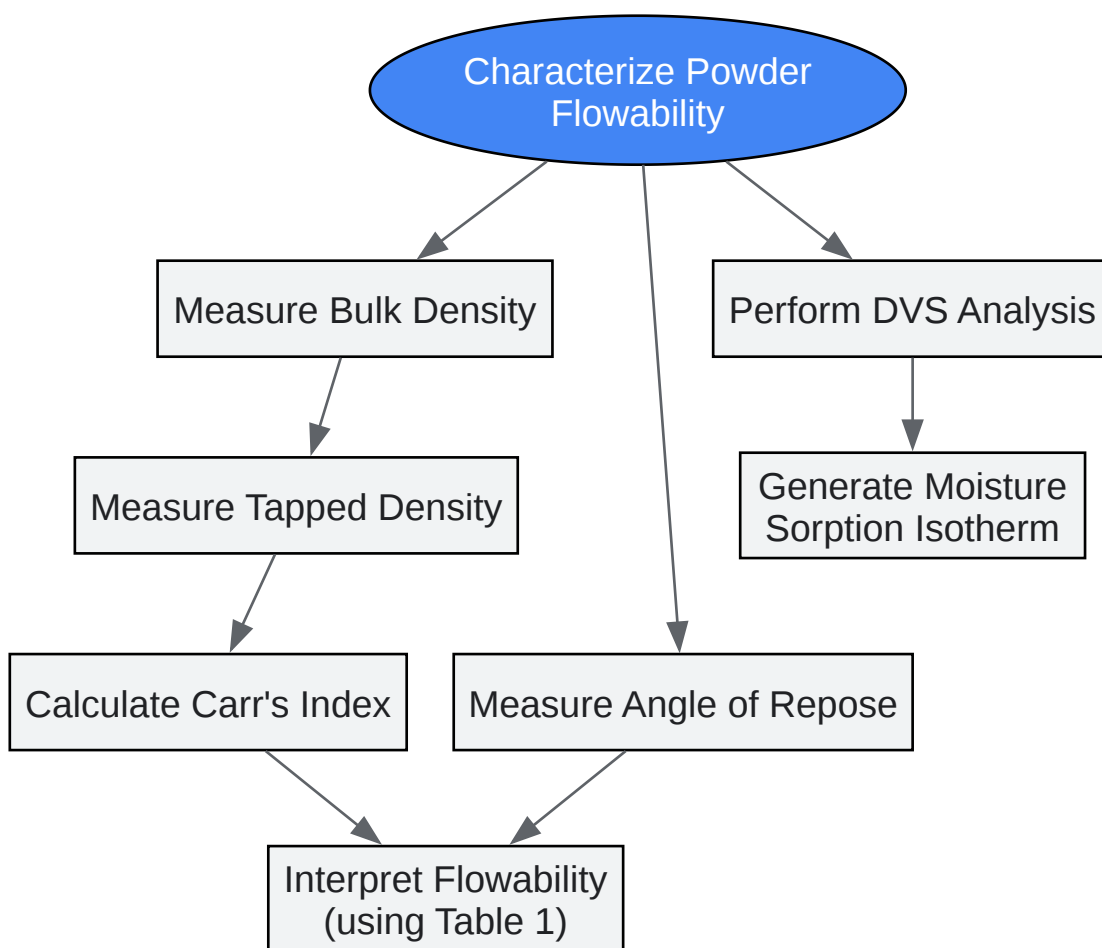 Characterize Powder
Flowability
Measure Bulk Density
Perform DVS Analysis
Measure Tapped Density
Generate Moisture
Sorption Isotherm
Calculate Carr's Index
Measure Angle of Repose
Interpret Flowability
(using Table 1)